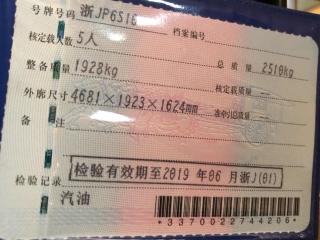 号牌号码 浙JP6S16 档案编号
核定载人数 5人 总质量 2510kg
整备质量 1928kg 核定载质量 --
外廓尺寸 4681×1923×1624mm 准牵引总质量 --
备注
检验记录 检验有效期至2019年06月浙J(01)
汽油
*3370022744206*